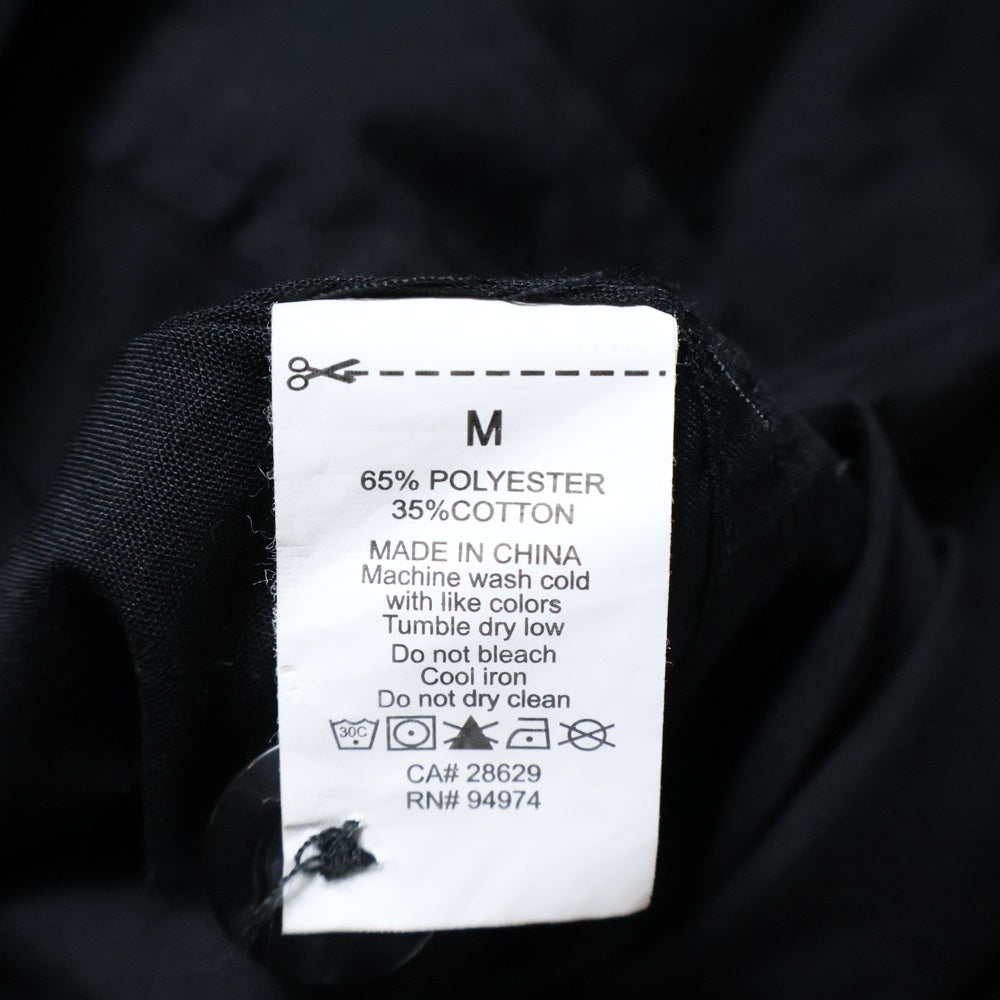 M
65% POLYESTER
35%COTTON
MADE IN CHINA
Machine wash cold
with like colors
Tumble dry low
Do not bleach
Cool iron
Do not dry clean
30C
CA# 28629
RN# 94974